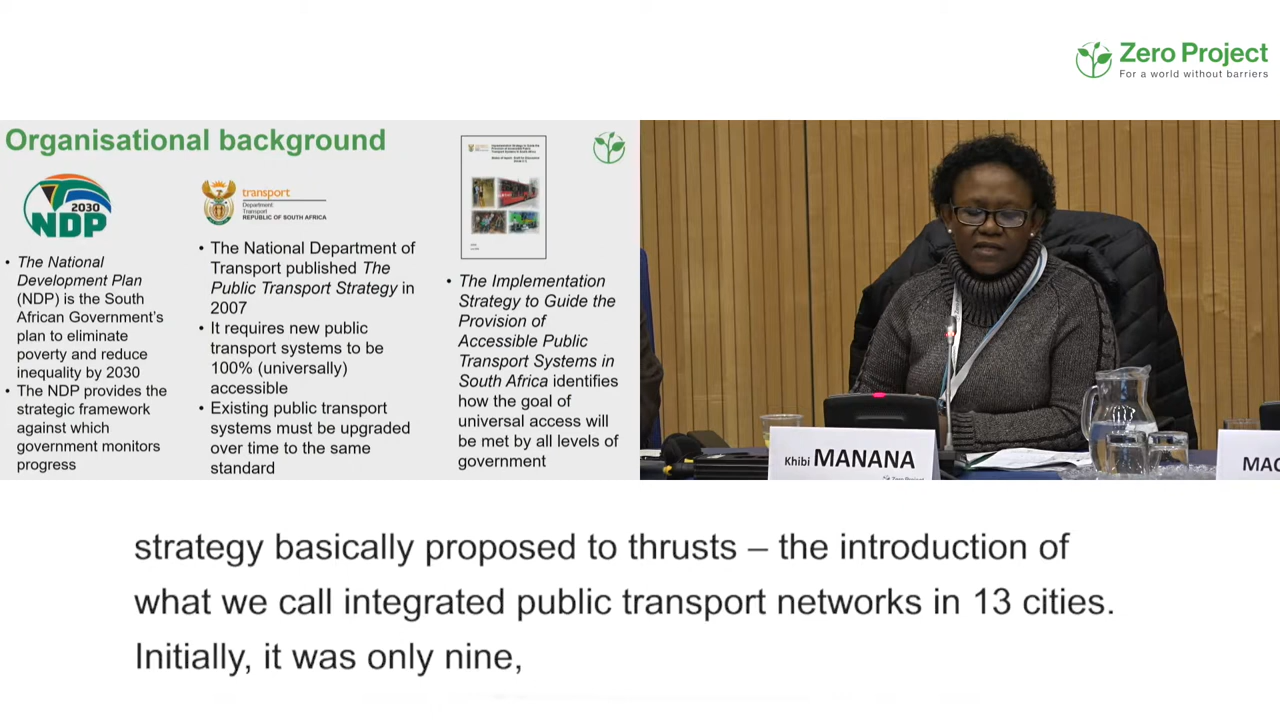 Zero Project
For a world without barriers
Organisational background
2030
NDP
• The National
Development Plan
(NDP) is the South
African Government's
plan to eliminate
poverty and reduce
inequality by 2030
• The NDP provides the
strategic framework
against which
government monitors
progress
transport
Department
Transport
REPUBLIC OF SOUTH AFRICA
• The National Department of
Transport published The
Public Transport Strategy in
2007
• It requires new public
transport systems to be
100% (universally)
accessible
• Existing public transport
systems must be upgraded
over time to the same
standard
• The Implementation
Strategy to Guide the
Provision of
Accessible Public
Transport Systems in
South Africa identifies
how the goal of
universal access will
be met by all levels of
government
Khibi MANANA
strategy basically proposed to thrusts – the introduction of
what we call integrated public transport networks in 13 cities.
Initially, it was only nine,